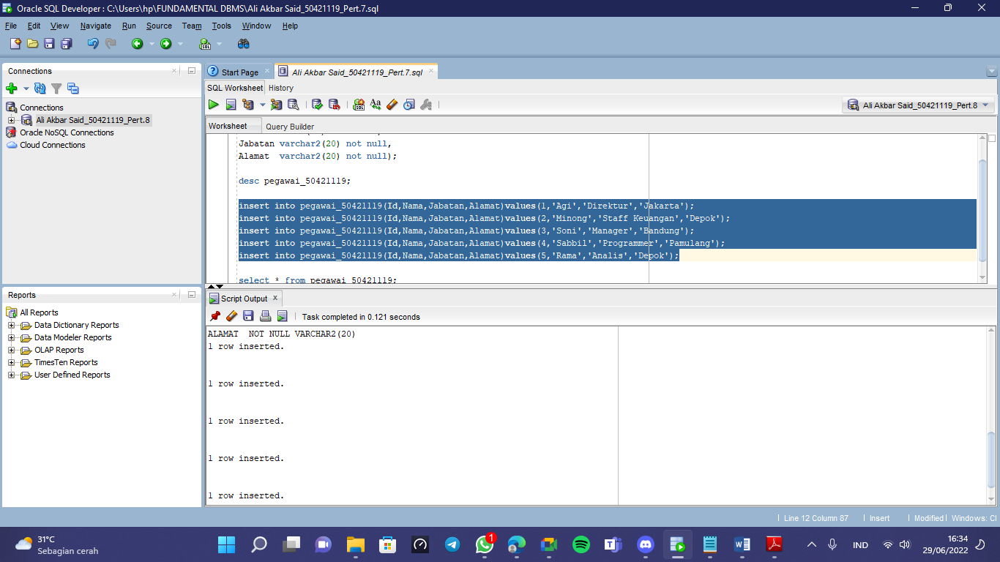 Oracle SQL Developer : C:\Users\hp\FUNDAMENTAL DBMS\Ali Akbar Said_50421119_Pert.7.sql
File Edit View Navigate Run Source Team Tools Window Help
Connections
Connections
Ali Akbar Said_50421119_Pert.8
Oracle NoSQL Connections
Cloud Connections
Reports
All Reports
Data Dictionary Reports
Data Modeler Reports
OLAP Reports
TimesTen Reports
User Defined Reports
Start Page
Ali Akbar Said_50421119_Pert.7.sql
SQL Worksheet History
Ali Akbar Said_50421119_Pert.8
Worksheet Query Builder
Jabatan varchar2(20) not null,
Alamat  varchar2(20) not null);
desc pegawai_50421119;
insert into pegawai_50421119(Id,Nama,Jabatan,Alamat)values(1,'Agi','Direktur','Jakarta');
insert into pegawai_50421119(Id,Nama,Jabatan,Alamat)values(2,'Minong','Staff Keuangan','Depok');
insert into pegawai_50421119(Id,Nama,Jabatan,Alamat)values(3,'Soni','Manager','Bandung');
insert into pegawai_50421119(Id,Nama,Jabatan,Alamat)values(4,'Sabbil','Programmer','Pamulang');
insert into pegawai_50421119(Id,Nama,Jabatan,Alamat)values(5,'Rama','Analis','Depok');
select * from pegawai_50421119;
Script Output
Task completed in 0.121 seconds
ALAMAT  NOT NULL VARCHAR2(20)
1 row inserted.
1 row inserted.
1 row inserted.
1 row inserted.
1 row inserted.
Line 12 Column 87 Insert Modified Windows: Cl
31°C
Sebagian cerah
1
IND
16:34
29/06/2022